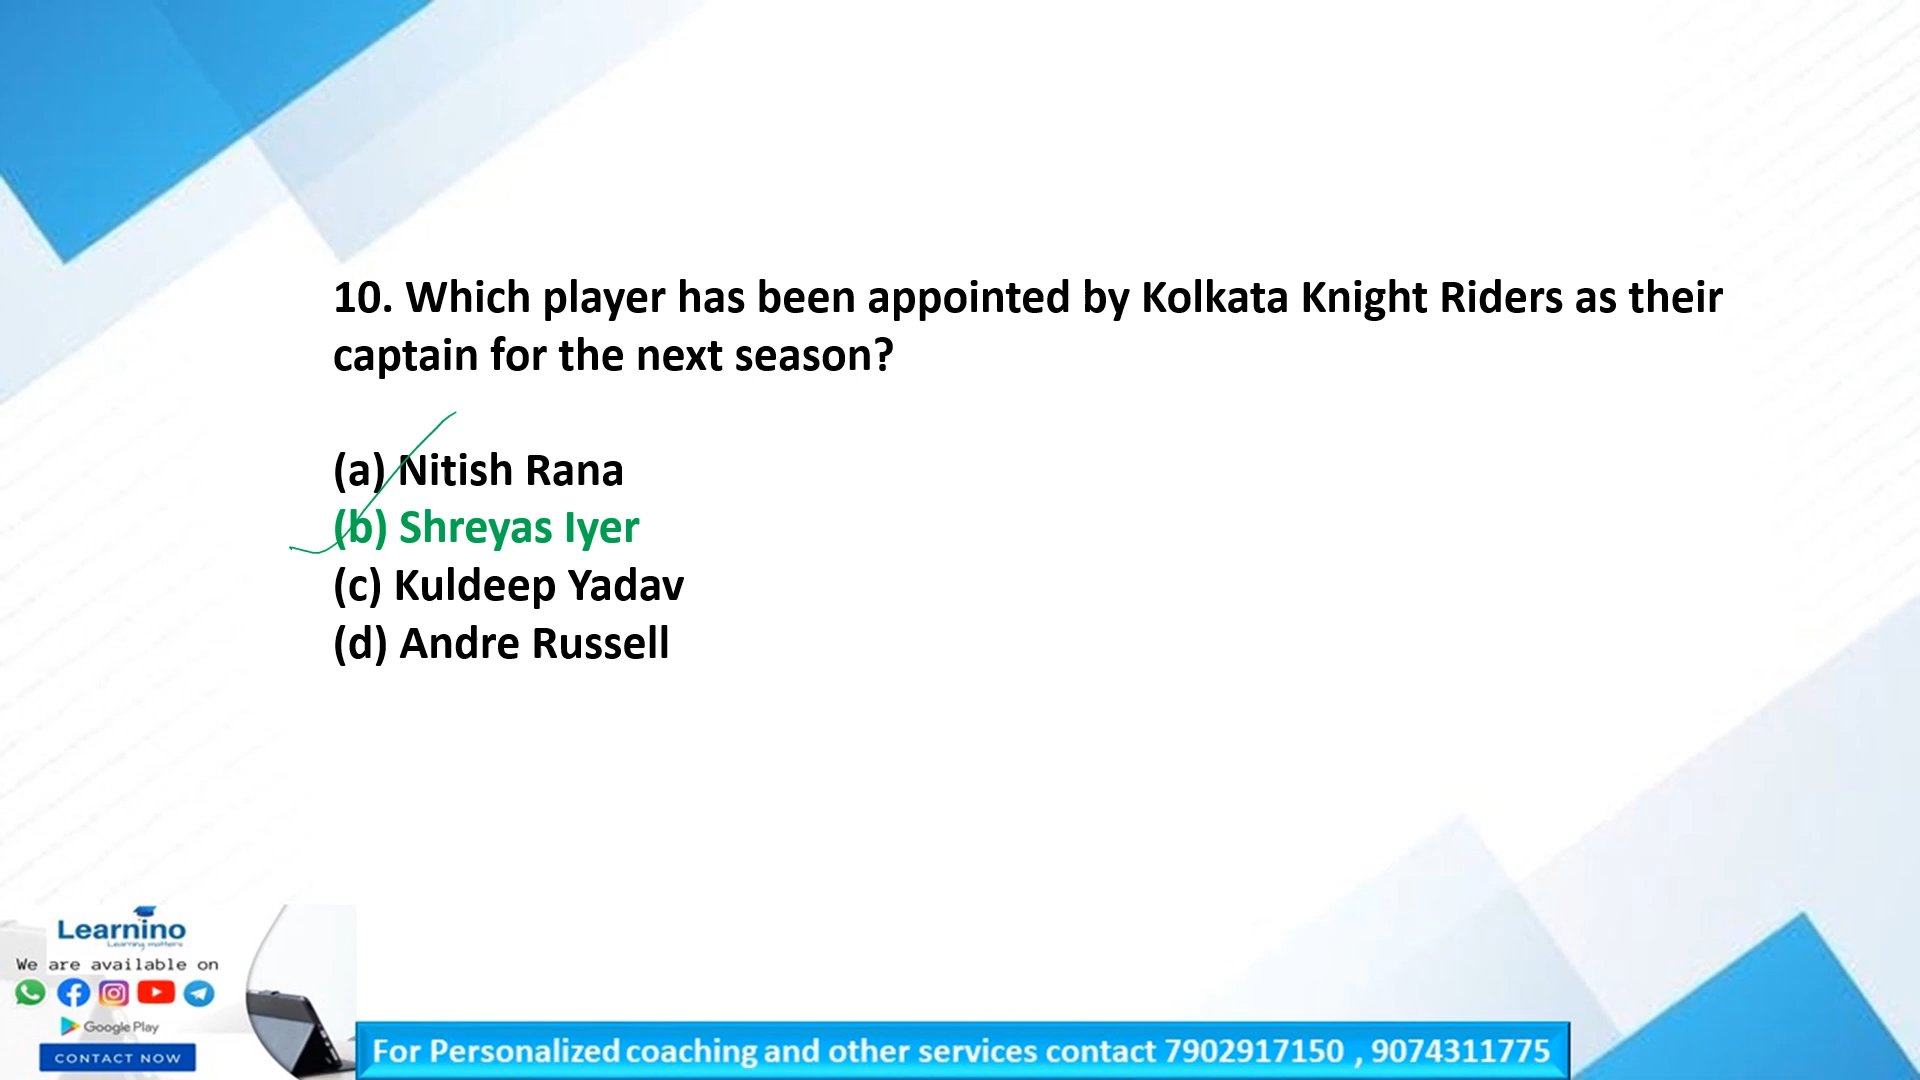 10. Which player has been appointed by Kolkata Knight Riders as their
captain for the next season?
(a) Nitish Rana
(b) Shreyas Iyer
(c) Kuldeep Yadav
(d) Andre Russell
Learnino
Learning matters
We are available on
Google Play
CONTACT NOW
For Personalized coaching and other services contact 7902917150 , 9074311775